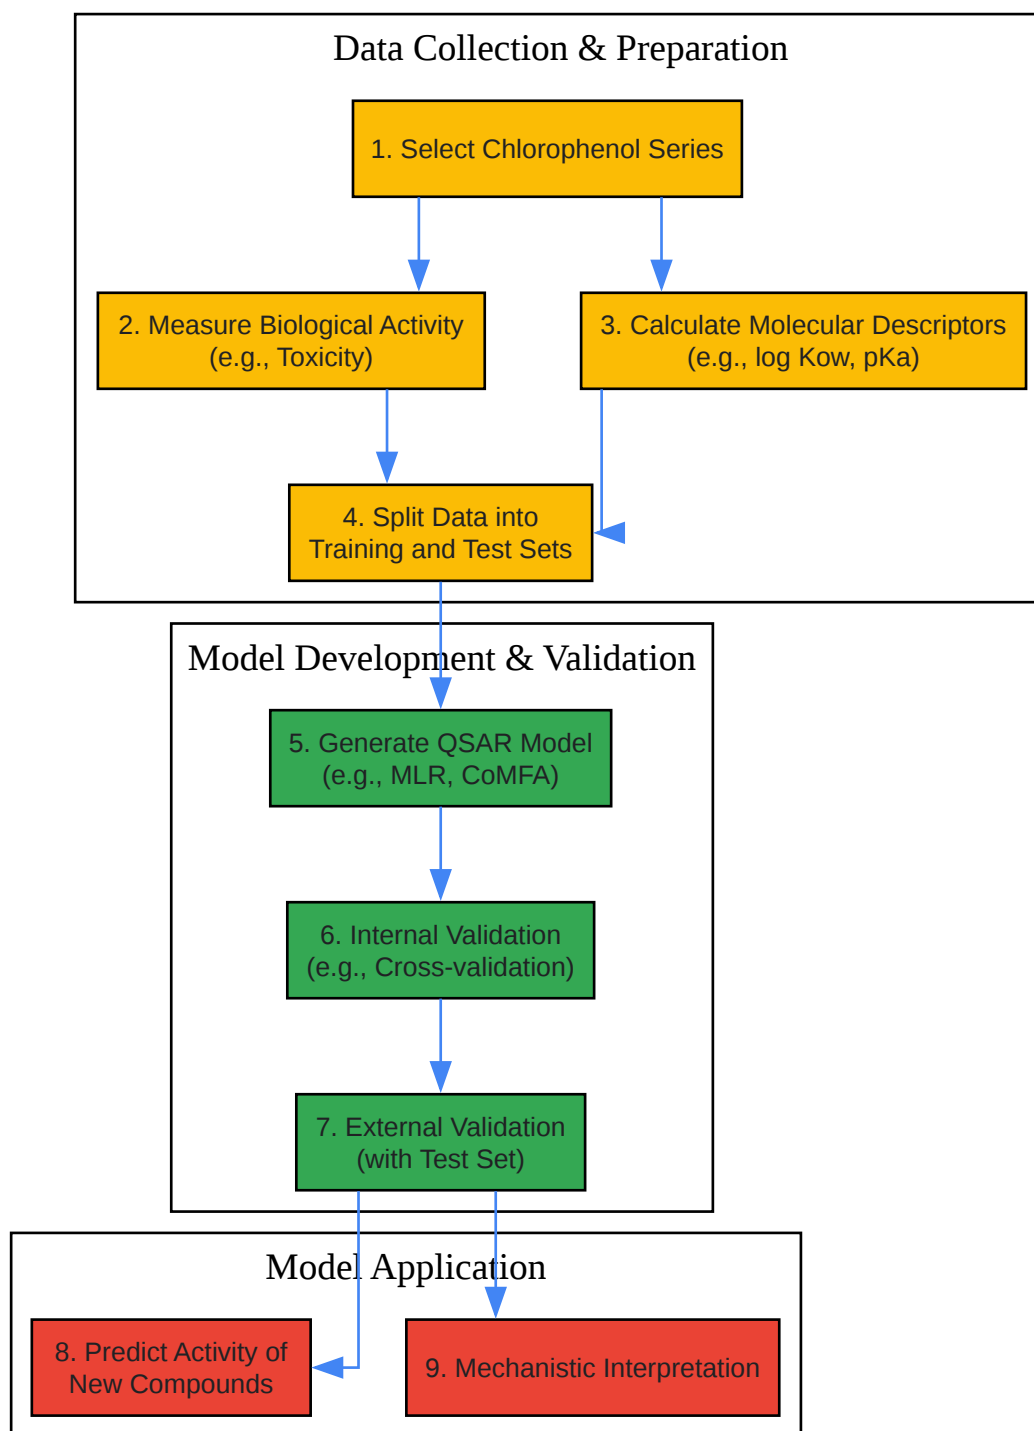 Data Collection & Preparation
1. Select Chlorophenol Series
2. Measure Biological Activity
(e.g., Toxicity)
3. Calculate Molecular Descriptors
(e.g., log Kow, pKa)
4. Split Data into
Training and Test Sets
Model Development & Validation
5. Generate QSAR Model
(e.g., MLR, CoMFA)
6. Internal Validation
(e.g., Cross-validation)
7. External Validation
(with Test Set)
Model Application
8. Predict Activity of
New Compounds
9. Mechanistic Interpretation